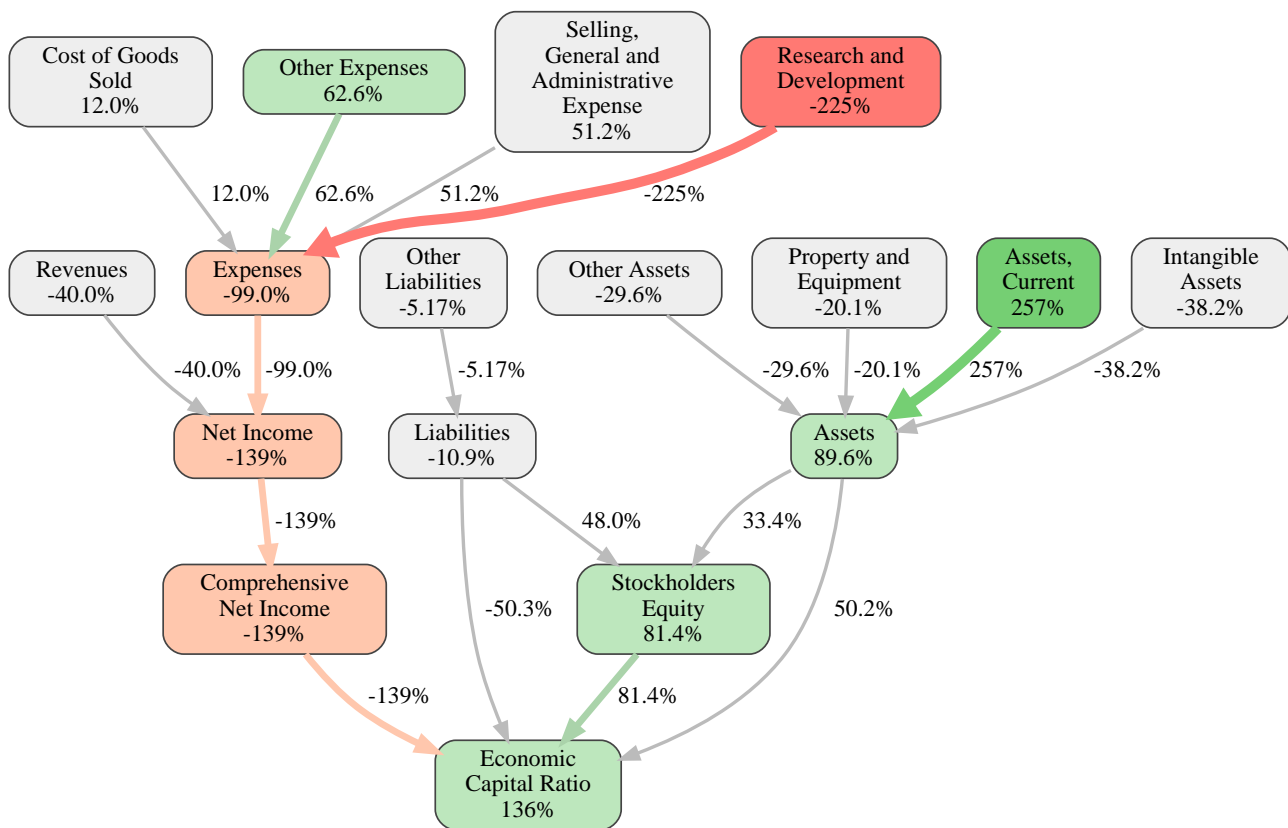 Cost of Goods
Sold
12.0%
Other Expenses
62.6%
Selling,
General and
Administrative
Expense
51.2%
Research and
Development
-225%
12.0%
62.6%
51.2%
-225%
Revenues
-40.0%
Expenses
-99.0%
Other
Liabilities
-5.17%
Other Assets
-29.6%
Property and
Equipment
-20.1%
Assets,
Current
257%
Intangible
Assets
-38.2%
-40.0%
-99.0%
-5.17%
-29.6%
-20.1%
257%
-38.2%
Net Income
-139%
Liabilities
-10.9%
Assets
89.6%
-139%
48.0%
33.4%
Comprehensive
Net Income
-139%
-50.3%
Stockholders
Equity
81.4%
50.2%
-139%
81.4%
Economic
Capital Ratio
136%